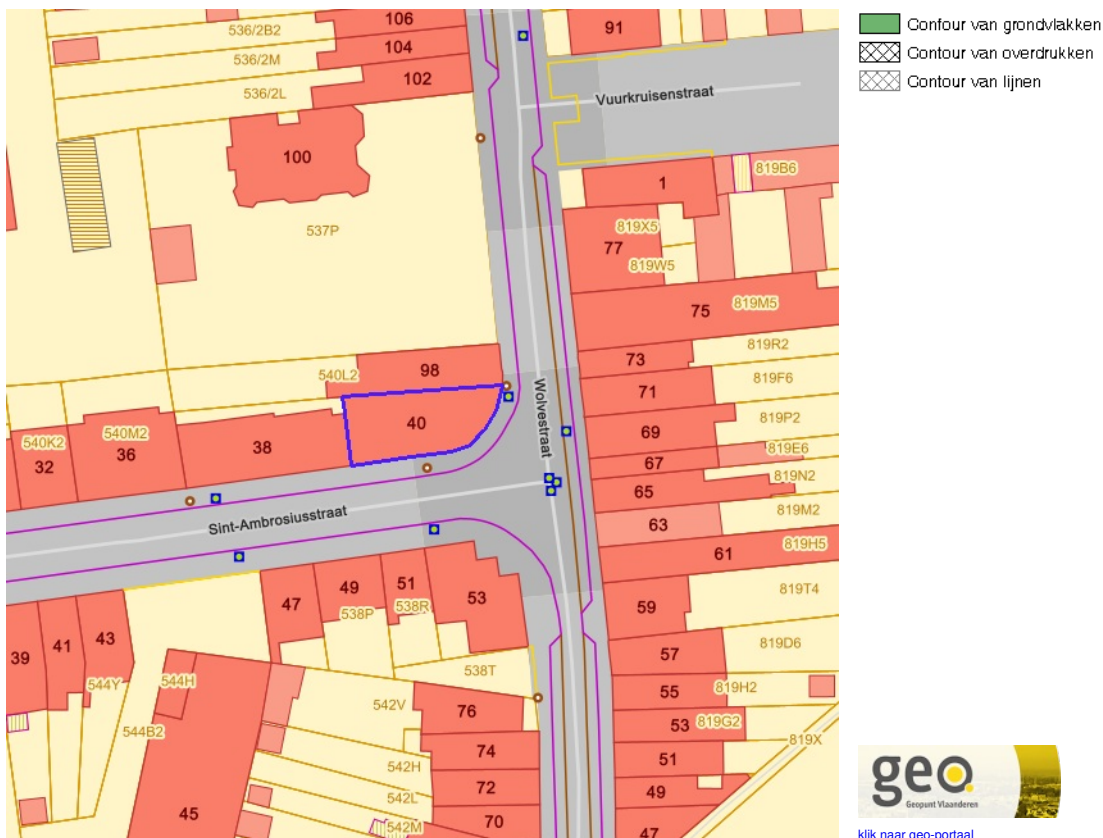 106
536/2B2
104
536/2M
102
536/2L
91
Vuurkruisenstraat
100
537P
1
819B6
819X5
77
819W5
75
819M5
73
819R2
71
819F6
69
819P2
67
819E6
65
819N2
63
819M2
61
819H5
59
819T4
57
819D6
55
819H2
53
819G2
51
819X
49
47
Wolvestraat
540L2
98
40
540K2
32
540M2
36
38
Sint-Ambrosiusstraat
47
49
51
53
538P
538R
538T
39
41
43
544Y
544H
544B2
45
542V
542H
542L
542M
76
74
72
70
Contour van grondvlakken
Contour van overdrukken
Contour van lijnen
geo
Geopunt Vlaanderen
klik naar geo-portaal